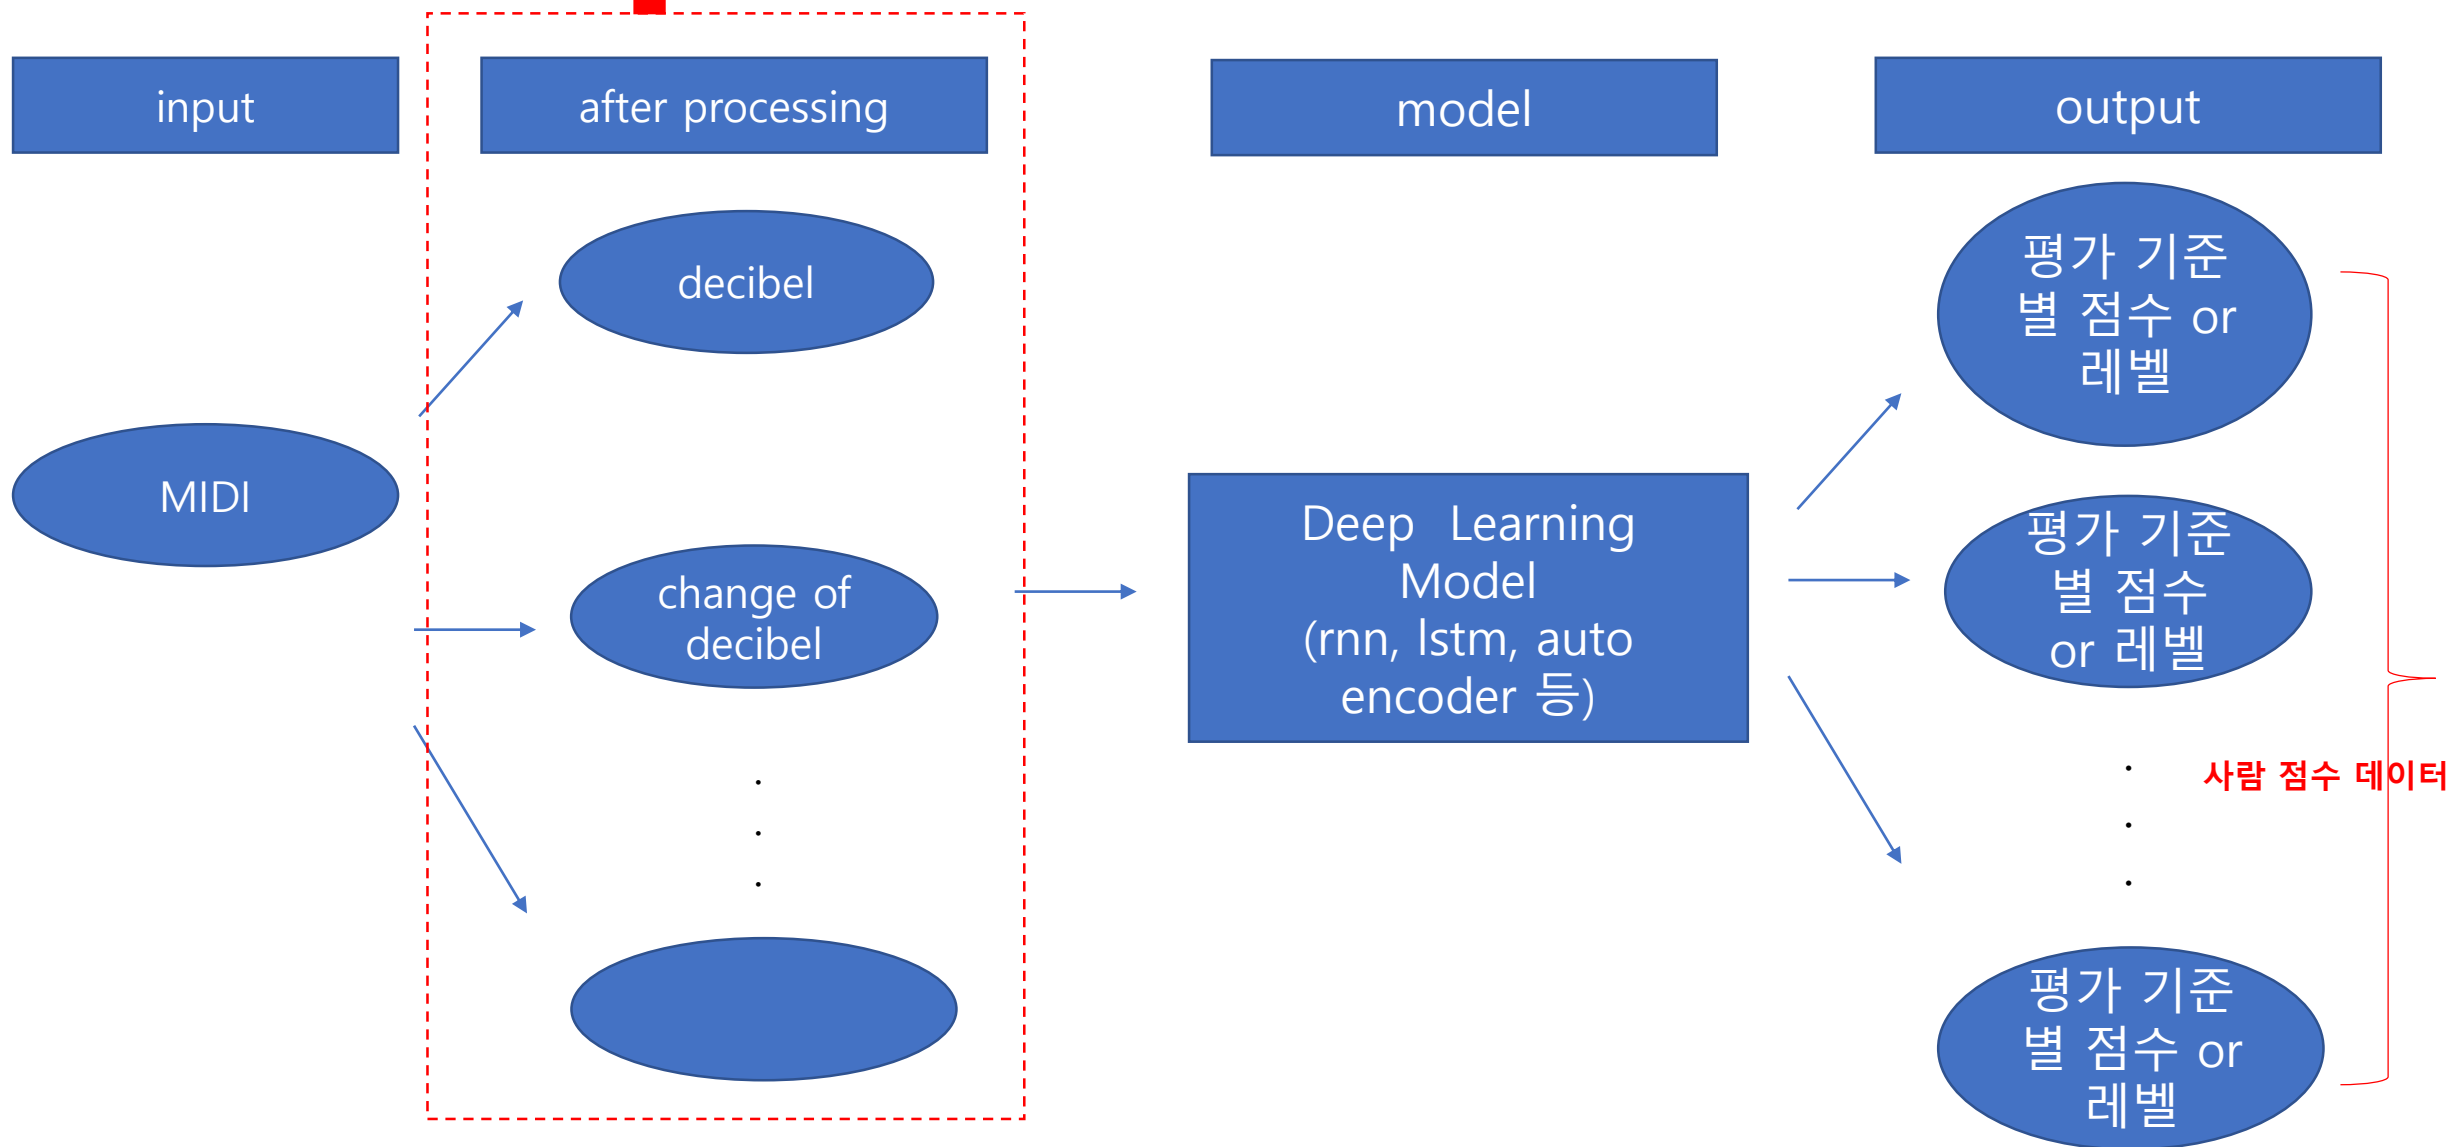 input
after processing
model
output
decibel
MIDI
change of
decibel
.
.
.
Deep Learning
Model
(rnn, lstm, auto
encoder 등)
평가 기준
별 점수 or
레벨
평가 기준
별 점수
or 레벨
.
.
.
사람 점수 데이터
평가 기준
별 점수 or
레벨